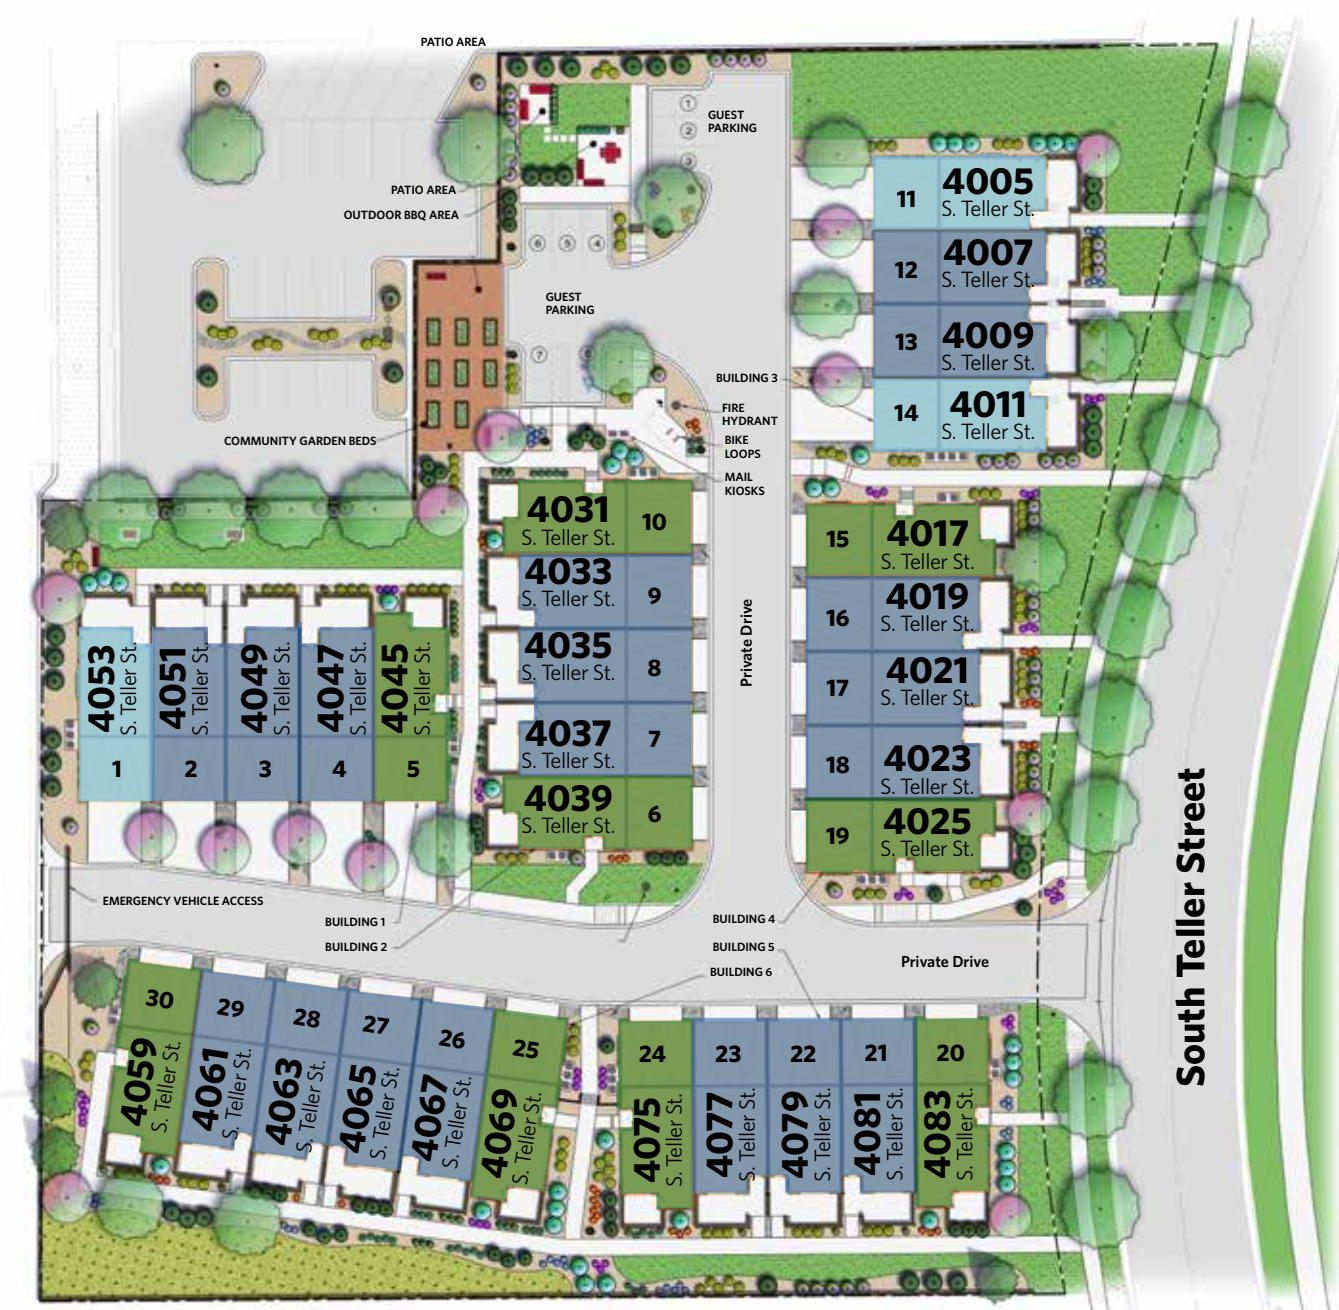 PATIO AREA
1
GUEST
PARKING
2
3
PATIO AREA
OUTDOOR BBQ AREA
6
5
4
GUEST
PARKING
7
8
BUILDING 3
FIRE
HYDRANT
BIKE
LOOPS
MAIL
KIOSKS
COMMUNITY GARDEN BEDS
11
4005
S. Teller St.
12
4007
S. Teller St.
13
4009
S. Teller St.
14
4011
S. Teller St.
4031
S. Teller St.
10
4033
S. Teller St.
9
4035
S. Teller St.
8
4037
S. Teller St.
7
4039
S. Teller St.
6
Private Drive
15
4017
S. Teller St.
16
4019
S. Teller St.
17
4021
S. Teller St.
18
4023
S. Teller St.
19
4025
S. Teller St.
4053
S. Teller St.
1
4051
S. Teller St.
2
4049
S. Teller St.
3
4047
S. Teller St.
4
4045
S. Teller St.
5
South Teller Street
EMERGENCY VEHICLE ACCESS
BUILDING 1
BUILDING 2
BUILDING 4
BUILDING 5
BUILDING 6
Private Drive
30
4059
S. Teller St.
29
4061
S. Teller St.
28
4063
S. Teller St.
27
4065
S. Teller St.
26
4067
S. Teller St.
25
4069
S. Teller St.
24
4075
S. Teller St.
23
4077
S. Teller St.
22
4079
S. Teller St.
21
4081
S. Teller St.
20
4083
S. Teller St.